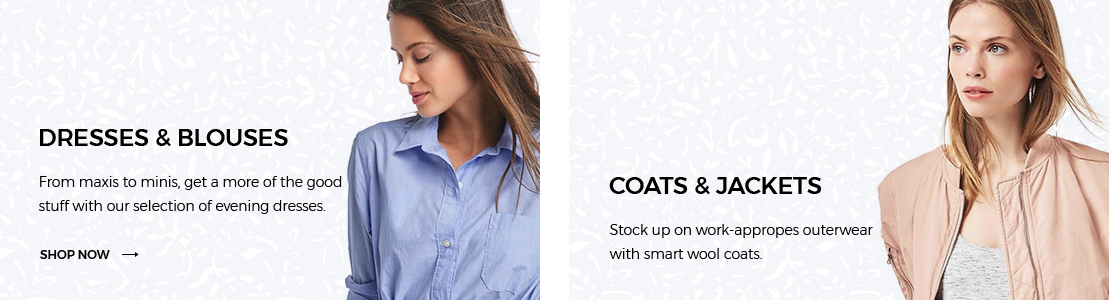 DRESSES & BLOUSES
From maxis to minis, get a more of the good
stuff with our selection of evening dresses.
SHOP NOW
COATS & JACKETS
Stock up on work-appropes outerwear
with smart wool coats.